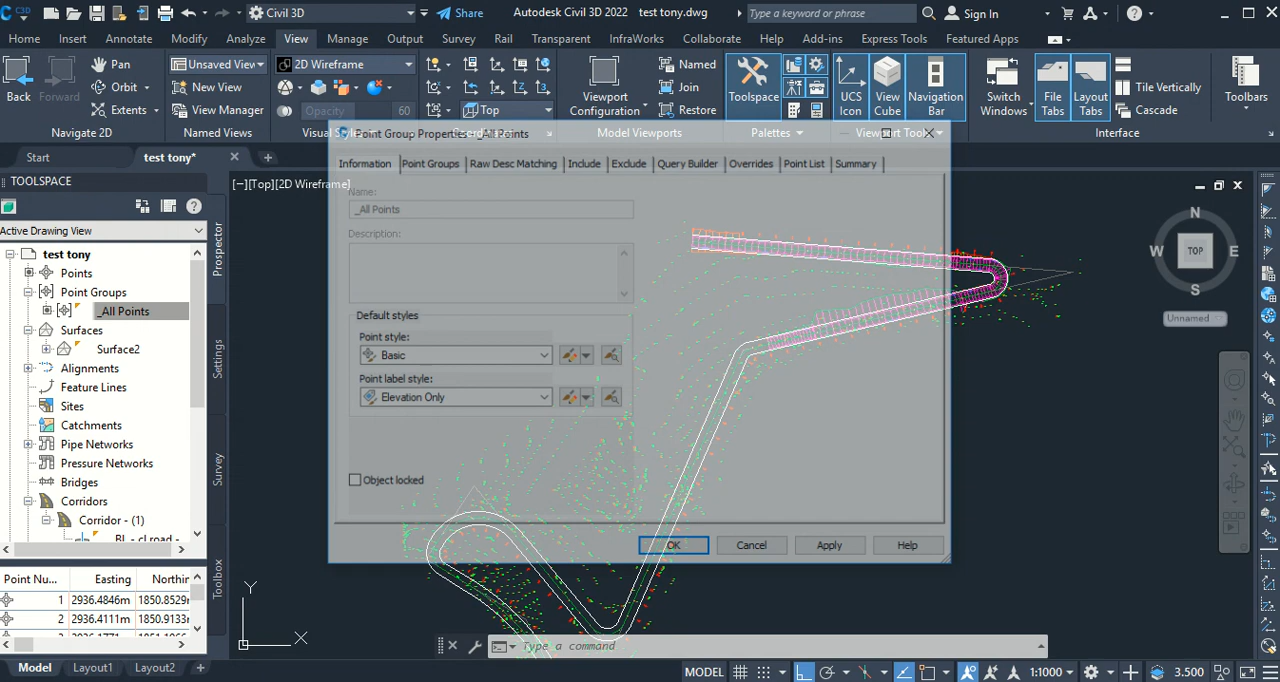 C3D Civil 3D Share Autodesk Civil 3D 2022 test tony.dwg Type a keyword or phrase Sign In
Home Insert Annotate Modify Analyze View Manage Output Survey Rail Transparent InfraWorks Collaborate Help Add-ins Express Tools Featured Apps
Pan Unsaved View 2D Wireframe Named Tile Vertically
Back Forward Orbit New View Join
Extents View Manager Opacity 60 Top Viewport Configuration Restore Toolspace UCS Icon View Cube Navigation Bar Switch Windows File Tabs Layout Tabs Cascade Toolbars
Navigate 2D Named Views Model Viewports Palettes Interface
Start test tony*
Point Group Properties - _All Points
TOOLSPACE
[−][Top][2D Wireframe]
Active Drawing View
test tony
Points
Point Groups
_All Points
Surfaces
Surface2
Alignments
Feature Lines
Sites
Catchments
Pipe Networks
Pressure Networks
Bridges
Corridors
Corridor - (1)
Point Nu... Easting
1 2936.4846m 1850.8529
2 2936.4111m 1850.9133
Prospector
Settings
Survey
Toolbox
Information Point Groups Raw Desc Matching Include Exclude Query Builder Overrides Point List Summary
Name:
_All Points
Description:
Default styles
Point style:
Basic
Point label style:
Elevation Only
Object locked
OK Cancel Apply Help
N
W TOP E
S
Unnamed
Y
X
Type a command
Model Layout1 Layout2 +
MODEL 1:1000 3.500